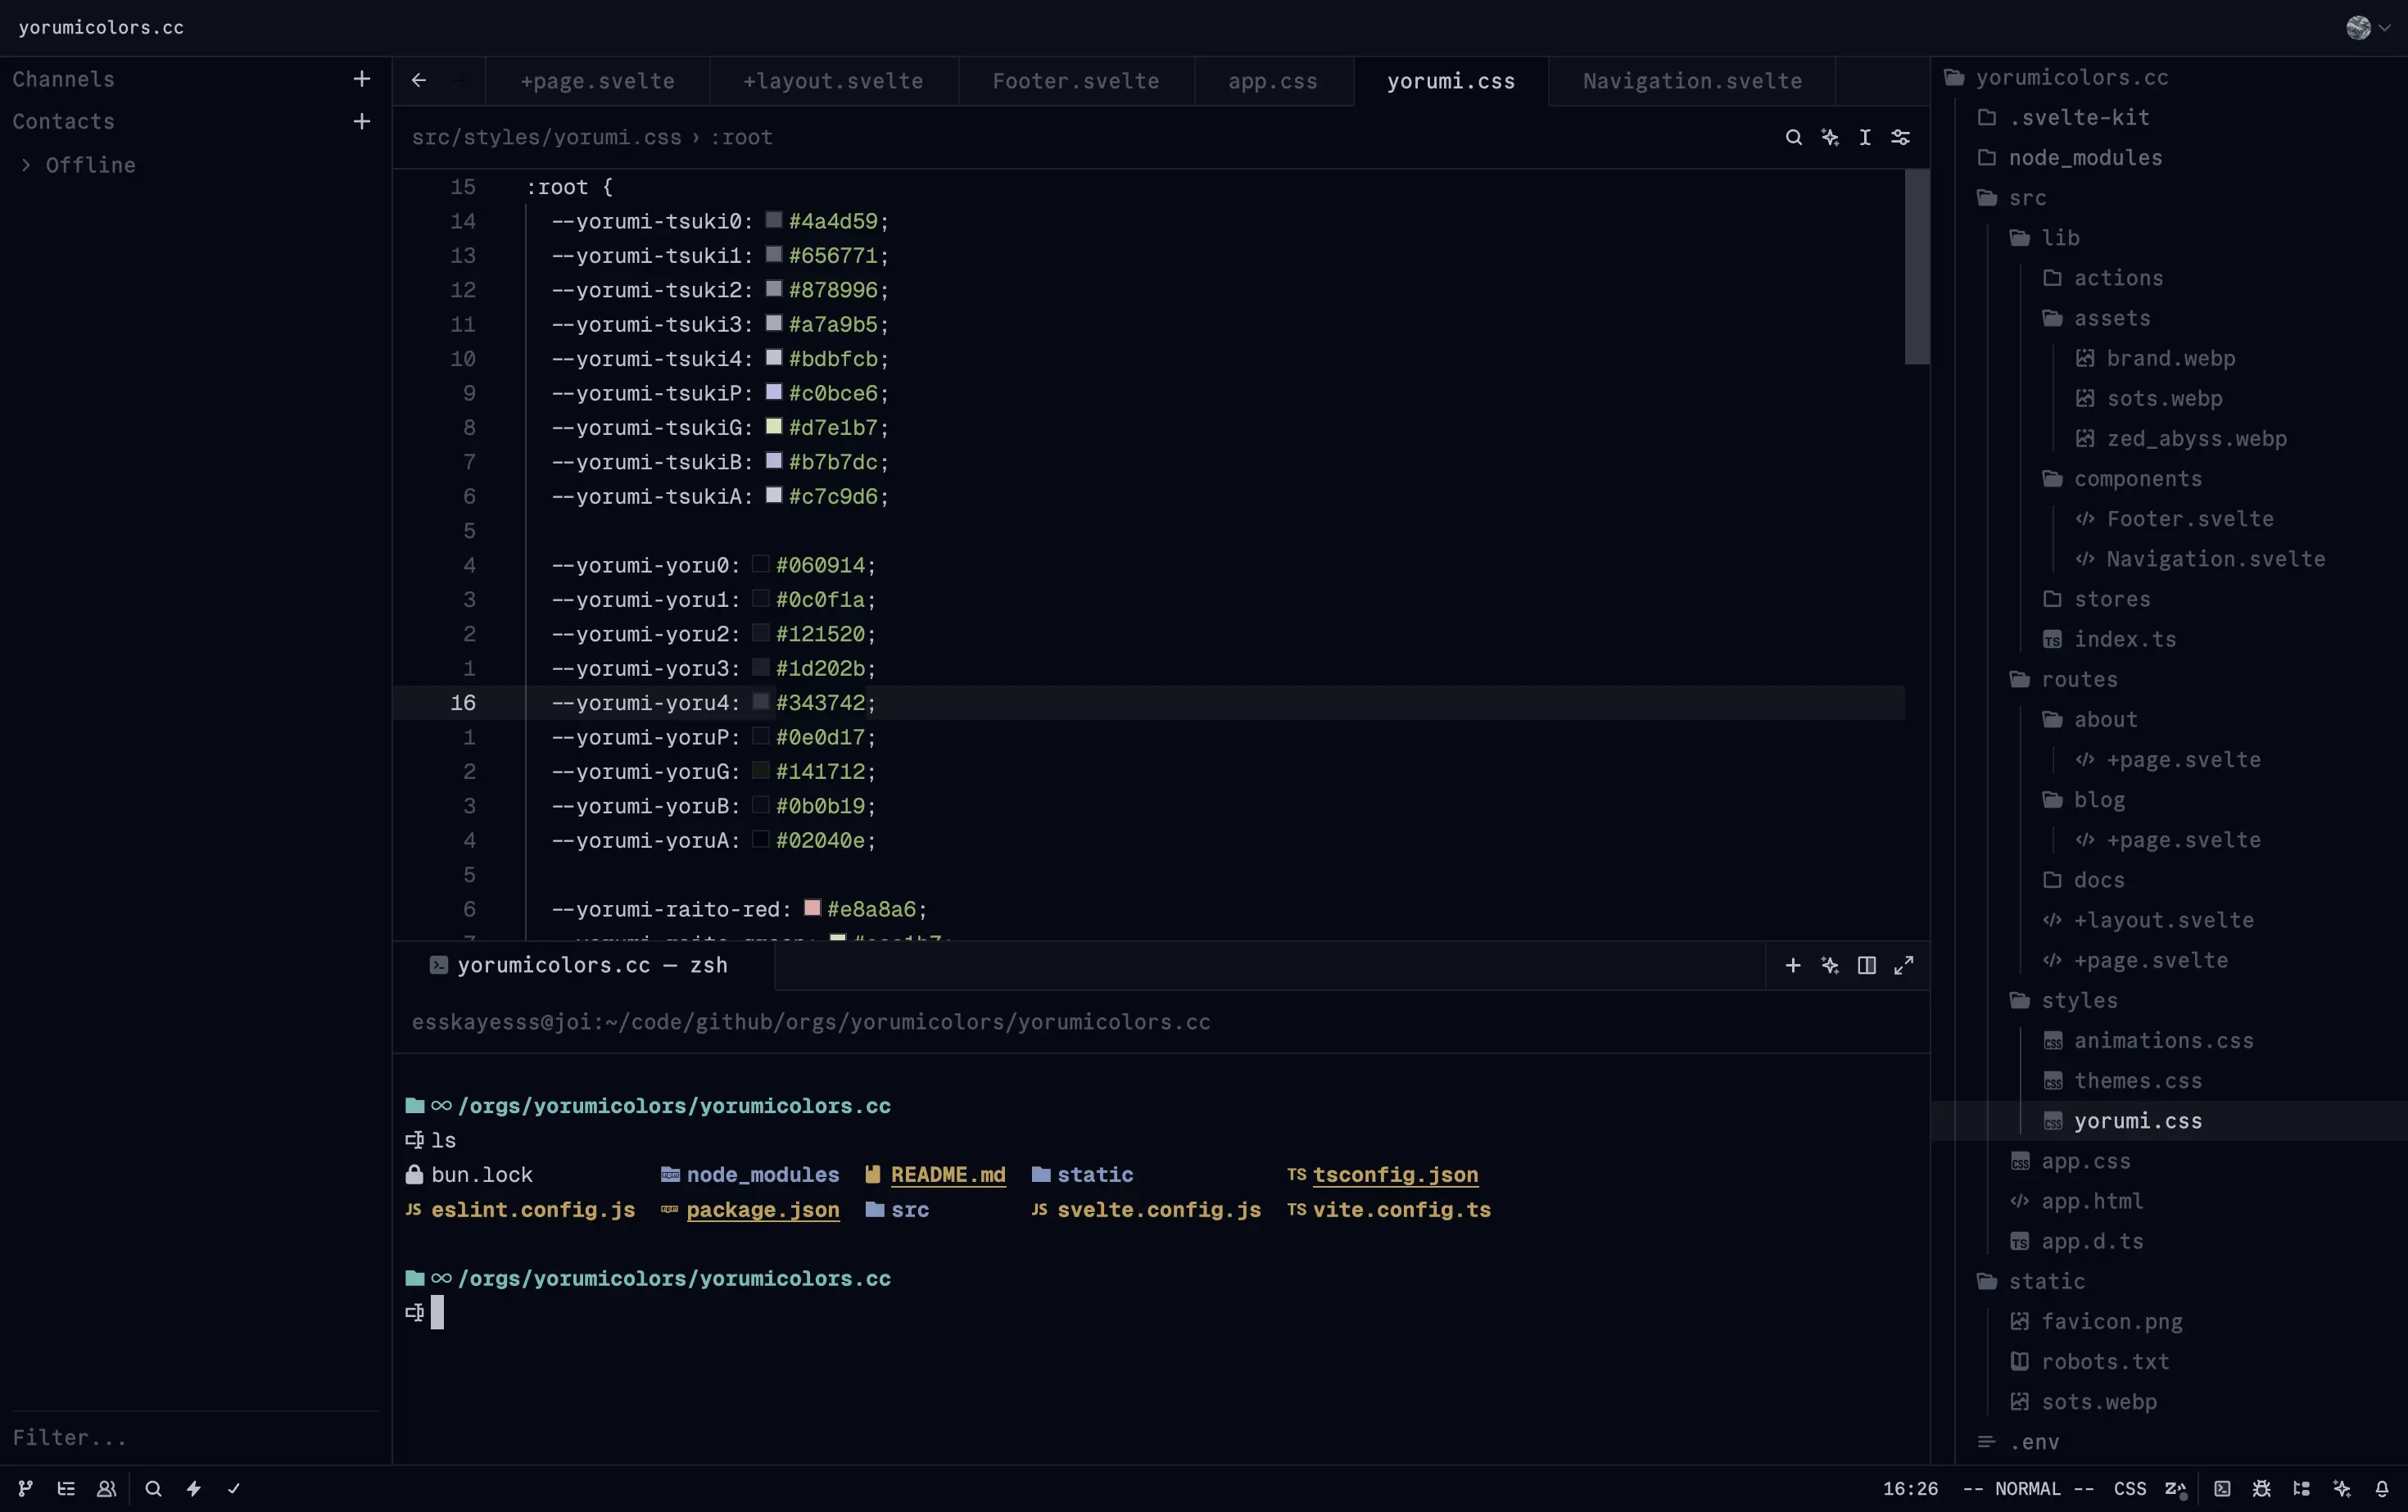 yorumicolors.cc
Channels
Contacts
Offline
Filter...
+page.svelte
+layout.svelte
Footer.svelte
app.css
yorumi.css
Navigation.svelte
src/styles/yorumi.css › :root
15 :root {
14 --yorumi-tsuki0: #4a4d59;
13 --yorumi-tsuki1: #656771;
12 --yorumi-tsuki2: #878996;
11 --yorumi-tsuki3: #a7a9b5;
10 --yorumi-tsuki4: #bdbfcb;
9 --yorumi-tsukiP: #c0bce6;
8 --yorumi-tsukiG: #d7e1b7;
7 --yorumi-tsukiB: #b7b7dc;
6 --yorumi-tsukiA: #c7c9d6;
5
4 --yorumi-yoru0: #060914;
3 --yorumi-yoru1: #0c0f1a;
2 --yorumi-yoru2: #121520;
1 --yorumi-yoru3: #1d202b;
16 --yorumi-yoru4: #343742;
1 --yorumi-yoruP: #0e0d17;
2 --yorumi-yoruG: #141712;
3 --yorumi-yoruB: #0b0b19;
4 --yorumi-yoruA: #02040e;
5
6 --yorumi-raito-red: #e8a8a6;
yorumicolors.cc — zsh
esskayesss@joi:~/code/github/orgs/yorumicolors/yorumicolors.cc
∞ /orgs/yorumicolors/yorumicolors.cc
ls
bun.lock node_modules README.md static TS tsconfig.json
JS eslint.config.js package.json src JS svelte.config.js TS vite.config.ts
∞ /orgs/yorumicolors/yorumicolors.cc
yorumicolors.cc
.svelte-kit
node_modules
src
lib
actions
assets
brand.webp
sots.webp
zed_abyss.webp
components
Footer.svelte
Navigation.svelte
stores
TS index.ts
routes
about
+page.svelte
blog
+page.svelte
docs
+layout.svelte
+page.svelte
styles
CSS animations.css
CSS themes.css
CSS yorumi.css
CSS app.css
app.html
TS app.d.ts
static
favicon.png
robots.txt
sots.webp
.env
16:26 -- NORMAL -- CSS